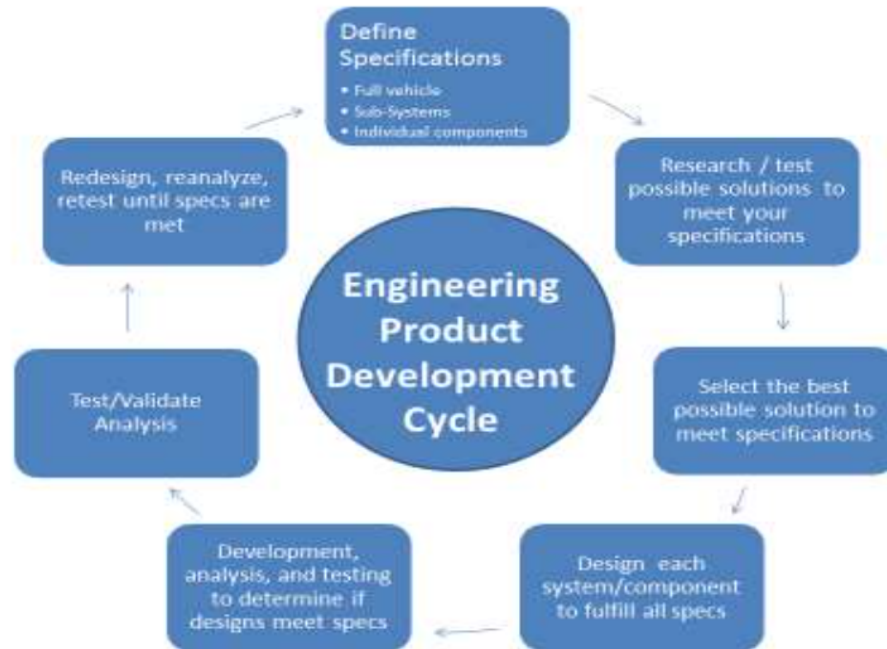 Define
Specifications
• Full vehicle
• Sub-Systems
• Individual components
Research / test
possible solutions to
meet your
specifications
Select the best
possible solution to
meet specifications
Design each
system/component
to fulfill all specs
Development,
analysis, and testing
to determine if
designs meet specs
Test/Validate
Analysis
Redesign, reanalyze,
retest until specs are
met
Engineering
Product
Development
Cycle